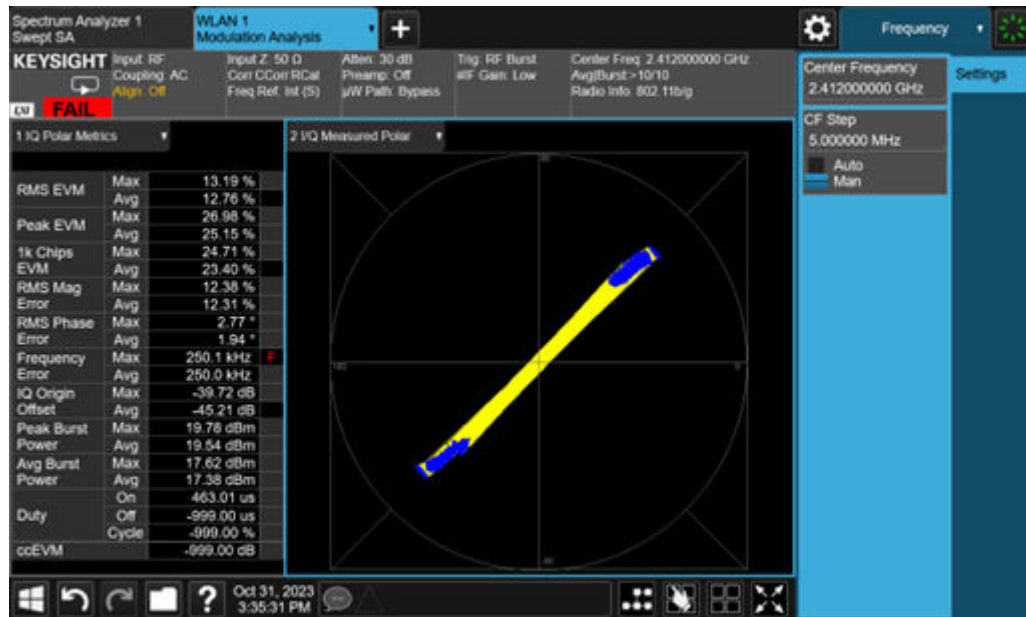 Spectrum Analyzer 1
Swept SA
WLAN 1
Modulation Analysis
+
Frequency
KEYSIGHT
Input: RF
Coupling: AC
Align: Off
Input Z: 50 Ω
Corr CCorr RCal
Freq Ref: Int (S)
Atten: 30 dB
Preamp: Off
µW Path: Bypass
Trig: RF Burst
#IF Gain: Low
Center Freq: 2.412000000 GHz
Avg|Burst:>10/10
Radio Info: 802.11b/g
FAIL
Center Frequency
2.412000000 GHz
Settings
CF Step
5.000000 MHz
Auto
Man
1 IQ Polar Metrics
2 I/Q Measured Polar
RMS EVM Max 13.19 %
Avg 12.76 %
Peak EVM Max 26.98 %
Avg 25.15 %
1k Chips Max 24.71 %
EVM Avg 23.40 %
RMS Mag Max 12.38 %
Error Avg 12.31 %
RMS Phase Max 2.77 °
Error Avg 1.94 °
Frequency Max 250.1 kHz F
Error Avg 250.0 kHz
IQ Origin Max -39.72 dB
Offset Avg -45.21 dB
Peak Burst Max 19.78 dBm
Power Avg 19.54 dBm
Avg Burst Max 17.62 dBm
Power Avg 17.38 dBm
On 463.01 us
Duty Off -999.00 us
Cycle -999.00 %
ccEVM -999.00 dB
180
0
?
Oct 31, 2023
3:35:31 PM